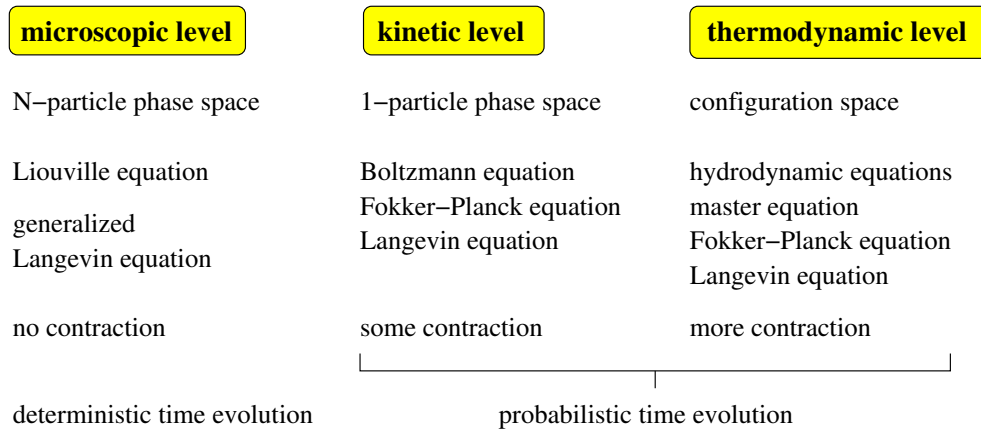 microscopic level
kinetic level
thermodynamic level
N−particle phase space
1−particle phase space
configuration space
Liouville equation
Boltzmann equation
hydrodynamic equations
generalized
Fokker−Planck equation
master equation
Langevin equation
Langevin equation
Fokker−Planck equation
Langevin equation
no contraction
some contraction
more contraction
deterministic time evolution
probabilistic time evolution